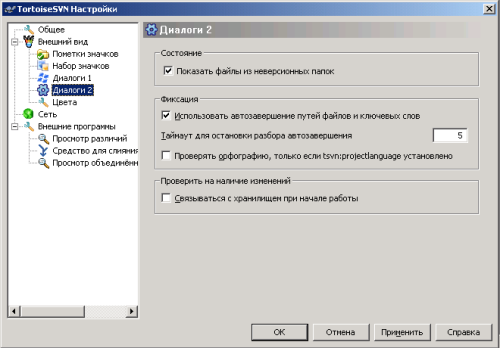 TortoiseSVN Настройки
Общее
Внешний вид
Пометки значков
Набор значков
Диалоги 1
Диалоги 2
Цвета
Сеть
Внешние программы
Просмотр различий
Средство для слияния
Просмотр объединённ
Диалоги 2
Состояние
Показать файлы из неверсионных папок
Фиксация
Использовать автозавершение путей файлов и ключевых слов
Таймаут для остановки разбора автозавершения
5
Проверять орфографию, только если tsvn:projectlanguage установлено
Проверить на наличие изменений
Связываться с хранилищем при начале работы
OK
Отмена
Применить
Справка